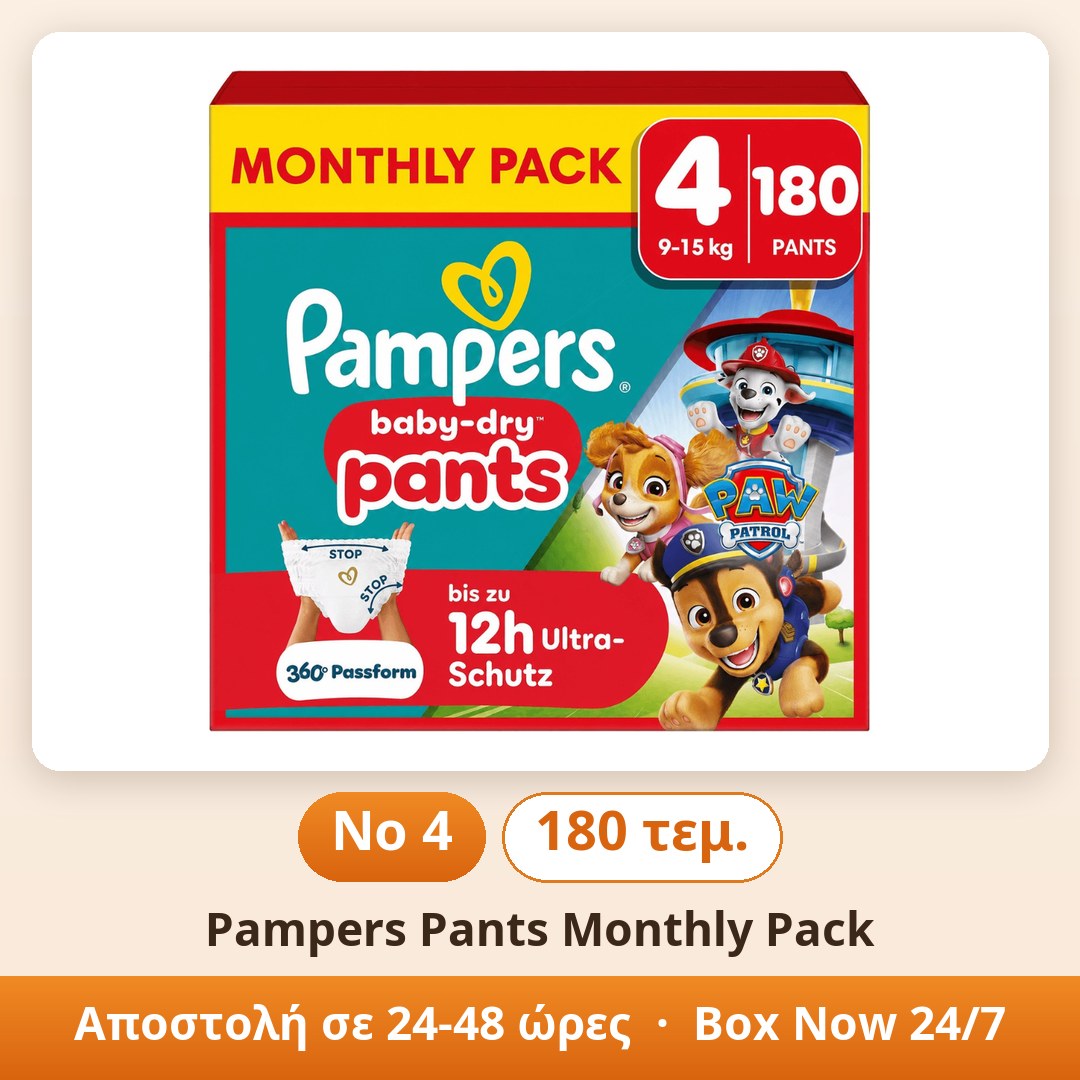 MONTHLY PACK
4
9-15 kg
180
PANTS
Pampers®
baby-dry™
pants
PAW
PATROL
STOP
STOP
360° Passform
bis zu
12h Ultra-
Schutz
No 4
180 τεμ.
Pampers Pants Monthly Pack
Αποστολή σε 24-48 ώρες · Box Now 24/7